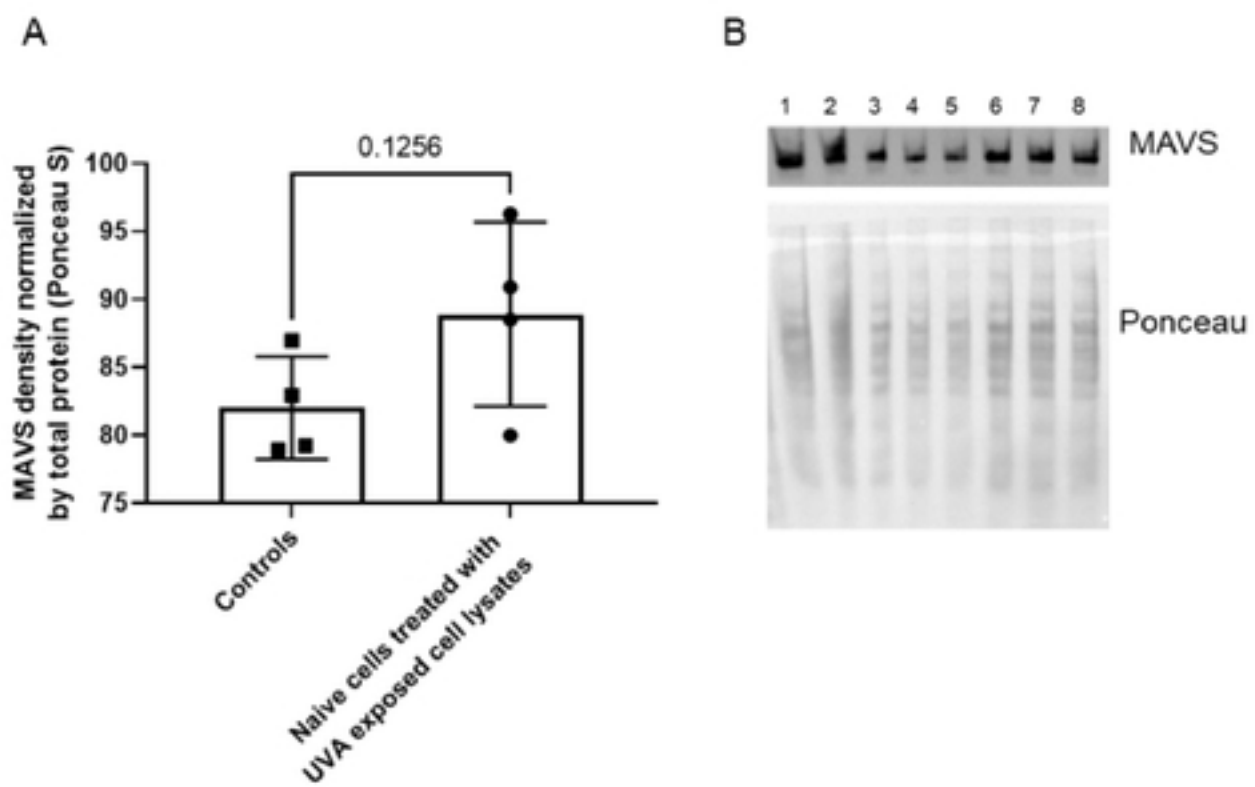 A
MAVS density normalized
by total protein (Ponceau S)
100
95
90
85
80
75
0.1256
Controls
Naive cells treated with
UVA exposed cell lysates
B
1 2 3 4 5 6 7 8
MAVS
Ponceau